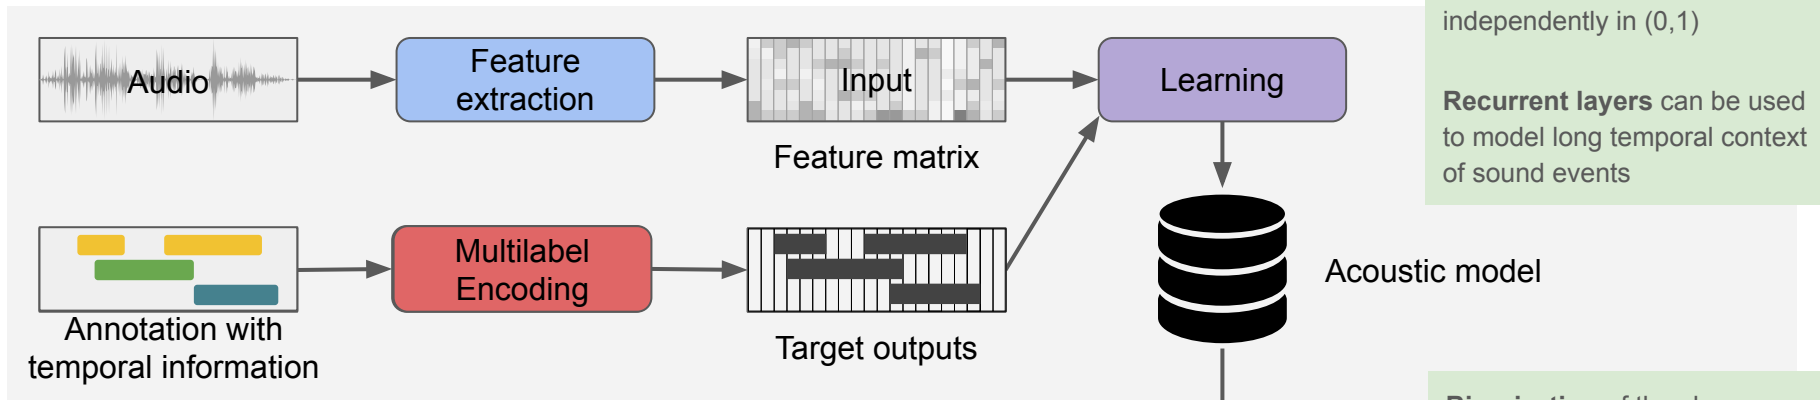 independently in (0,1)
Recurrent layers can be used
to model long temporal context
of sound events
Audio
Feature
extraction
Input
Feature matrix
Learning
Multilabel
Encoding
Annotation with
temporal information
Target outputs
Acoustic model